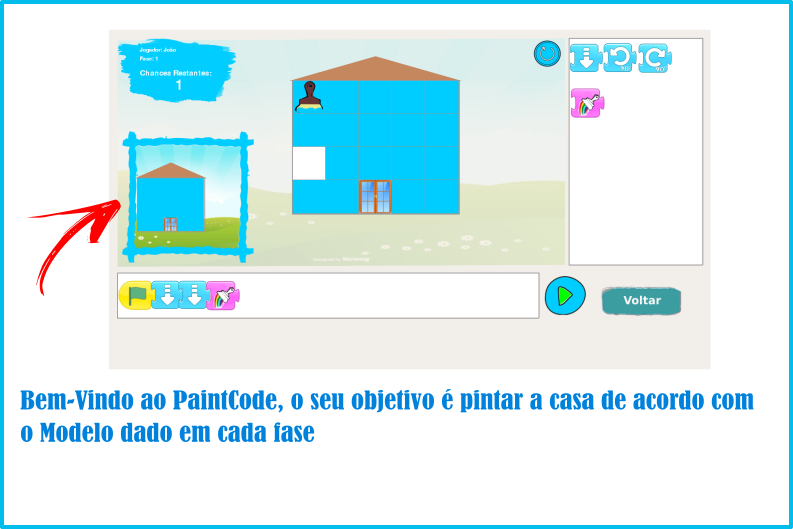 Jogador: João
Fase: 1
Chances Restantes:
1
90
90
Voltar
Bem-Vindo ao PaintCode, o seu objetivo é pintar a casa de acordo com
o Modelo dado em cada fase